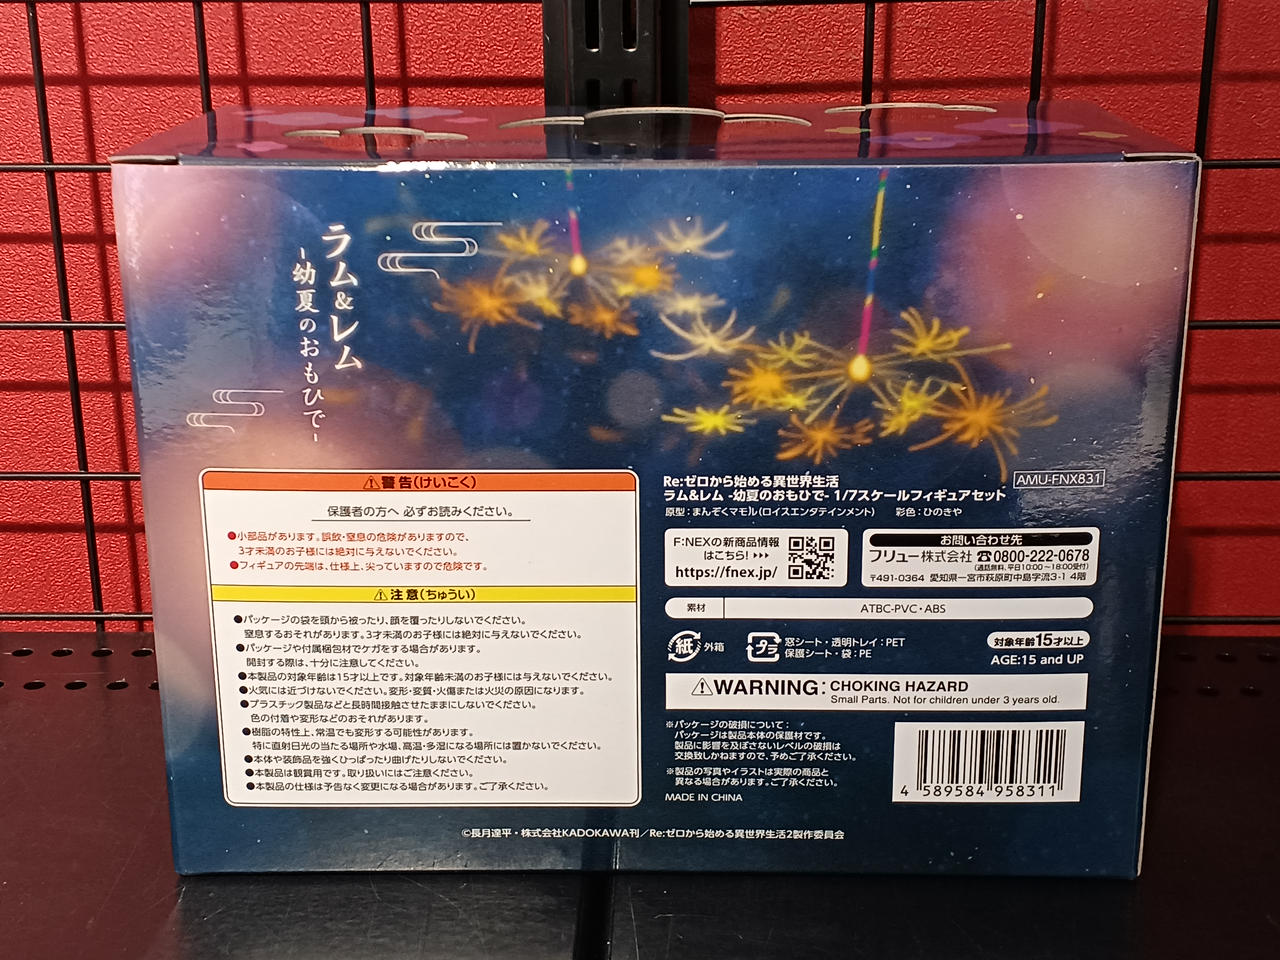 ラム&レム
-幼夏のおもひで-
⚠警告(けいこく)
保護者の方へ 必ずお読みください。
●小部品があります。誤飲・窒息の危険がありますので、
3才未満のお子様には絶対に与えないでください。
●フィギュアの先端は、仕様上、尖っていますので危険です。
⚠注意(ちゅうい)
●パッケージの袋を頭から被ったり、顔を覆ったりしないでください。
窒息するおそれがあります。3才未満のお子様には絶対に与えないでください。
●パッケージや付属梱包材でケガをする場合があります。
開封する際は、十分に注意してください。
●本製品の対象年齢は15才以上です。対象年齢未満のお子様には与えないでください。
●火気には近づけないでください。変形・変質・火傷または火災の原因になります。
●プラスチック製品などと長時間接触させたままにしないでください。
色の付着や変形などのおそれがあります。
●樹脂の特性上、常温でも変形する可能性があります。
特に直射日光の当たる場所や水場、高温・多湿になる場所には置かないでください。
●本体や装飾品を強くひっぱったり曲げたりしないでください。
●本製品は観賞用です。取り扱いにはご注意ください。
●本製品の仕様は予告なく変更になる場合があります。ご了承ください。
Re:ゼロから始める異世界生活
AMU-FNX831
ラム&レム -幼夏のおもひで- 1/7スケールフィギュアセット
原型:まんぞくマモル(ロイスエンタテインメント) 彩色:ひのきや
F:NEXの新商品情報
はこちら! ›››
https://fnex.jp/
お問い合わせ先
フリュー株式会社 ☎0800-222-0678
(通話無料、平日10:00〜18:00受付)
〒491-0364 愛知県一宮市萩原町中島字流3-1 4階
素材 ATBC-PVC・ABS
紙 外箱
プラ 窓シート・透明トレイ:PET
保護シート・袋:PE
対象年齢15才以上
AGE:15 and UP
⚠WARNING: CHOKING HAZARD
Small Parts. Not for children under 3 years old.
※パッケージの破損について:
パッケージは製品本体の保護材です。
製品に影響を及ぼさないレベルの破損は
交換致しかねますので、予めご了承ください。
※製品の写真やイラストは実際の商品と
異なる場合があります。ご了承ください。
MADE IN CHINA
4 589584 958311
©長月達平・株式会社KADOKAWA刊/Re:ゼロから始める異世界生活2製作委員会